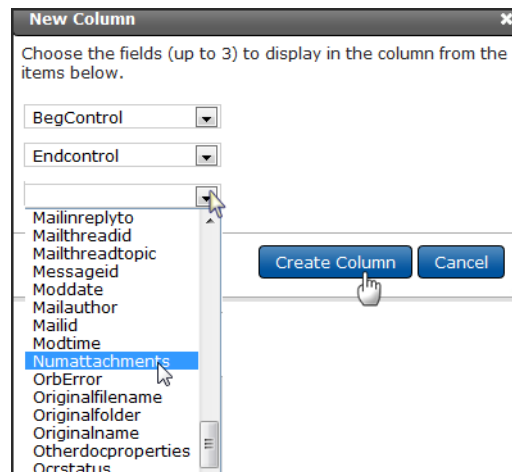 New Column
Choose the fields (up to 3) to display in the column from the
items below.
BegControl
Endcontrol
Mailinreplyto
Mailthreadid
Mailthreadtopic
Messageid
Moddate
Mailauthor
Mailid
Modtime
Numattachments
OrbError
Originalfilename
Originalfolder
Originalname
Otherdocproperties
Ocrstatus
Create Column
Cancel